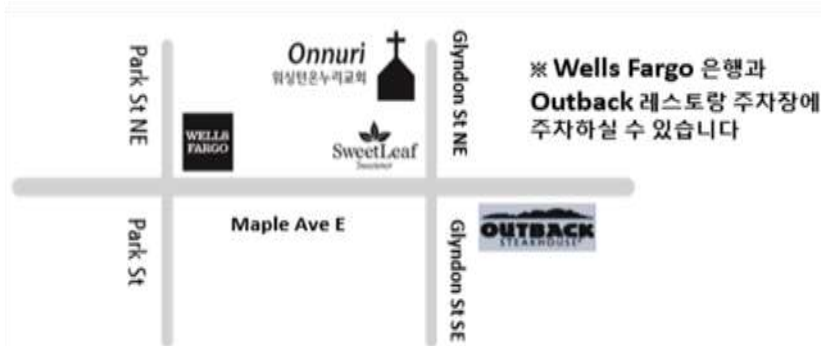 Park St NE
Onnuri
워싱턴온누리교회
Glyndon St NE
※ Wells Fargo 은행과
Outback 레스토랑 주차장에
주차하실 수 있습니다
WELLS
FARGO
SweetLeaf
Sweetener
Park St
Maple Ave E
Glyndon St SE
OUTBACK
STEAKHOUSE